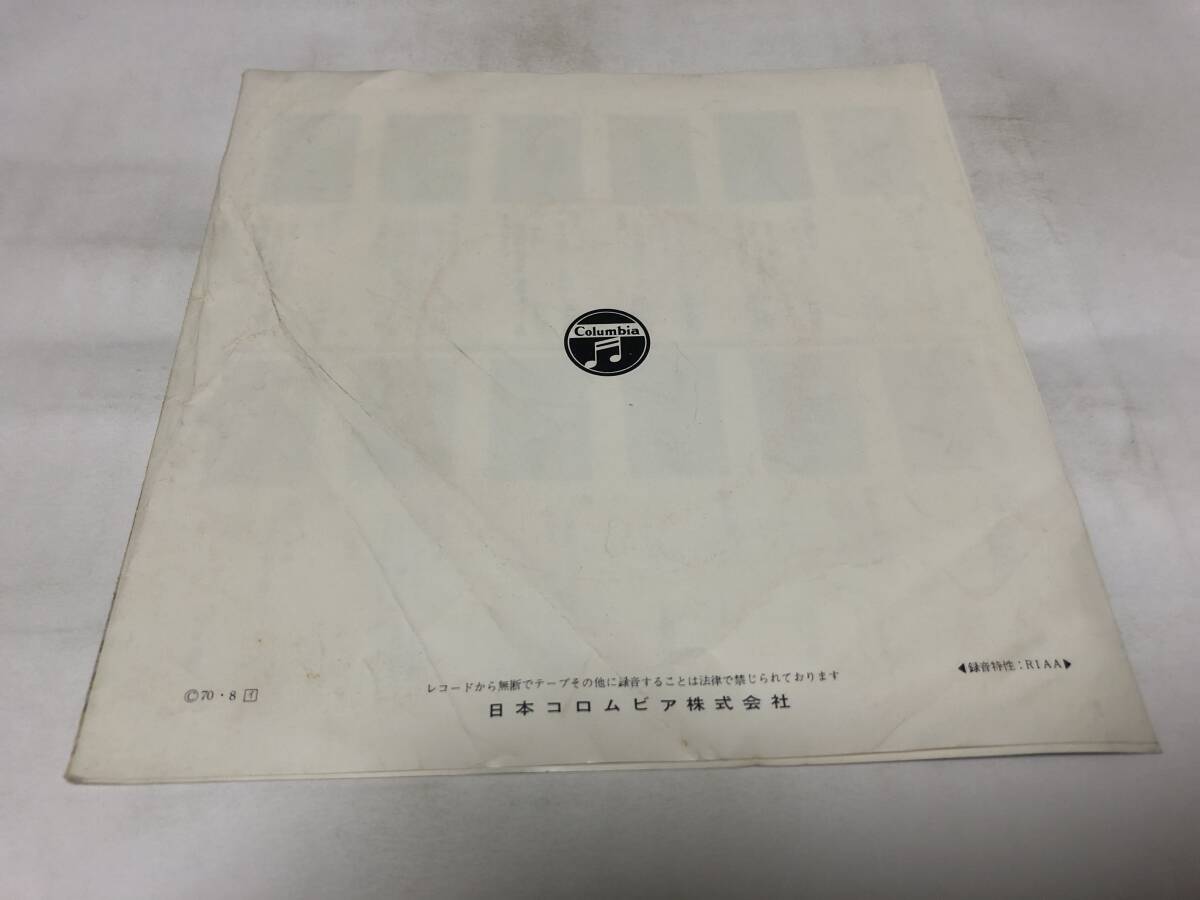 Columbia
◀録音特性:RIAA▶
レコードから無断でテープその他に録音することは法律で禁じられております
Ⓒ70・8 イ
日本コロムビア株式会社